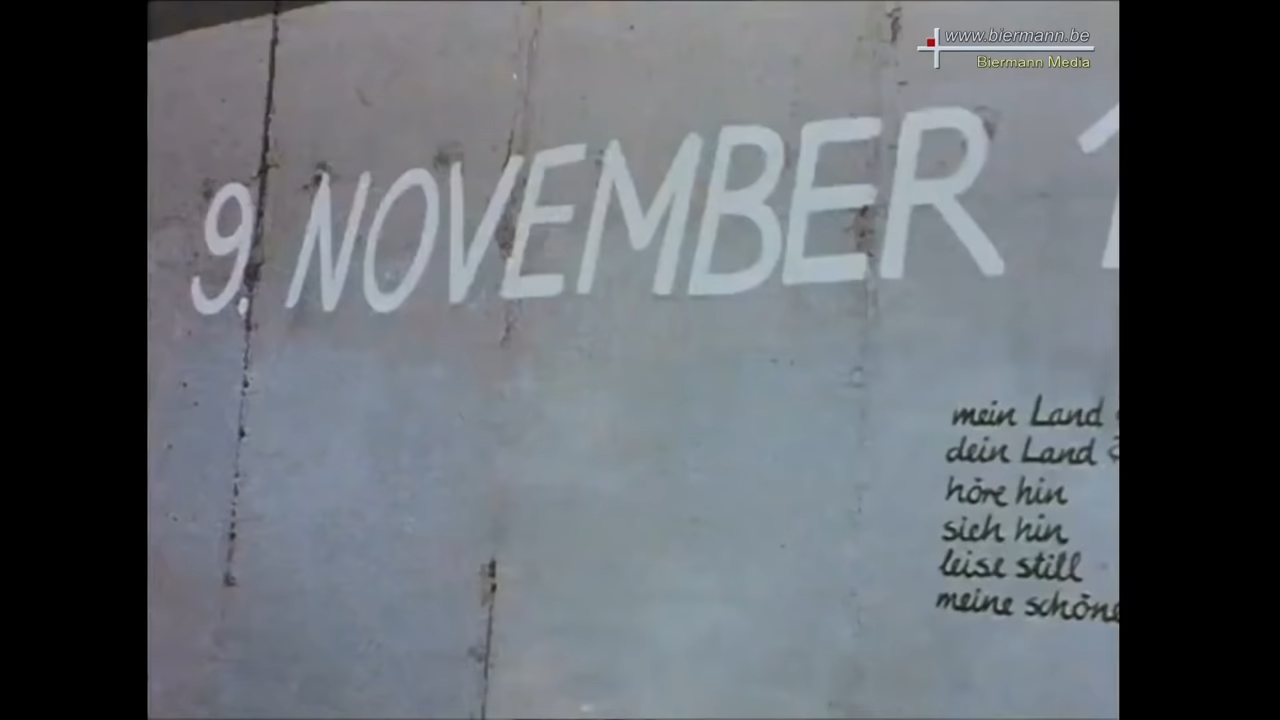 www.biermann.be
Biermann Media
9. NOVEMBER 1
mein Land
dein Land
höre hin
sieh hin
leise still
meine schöne